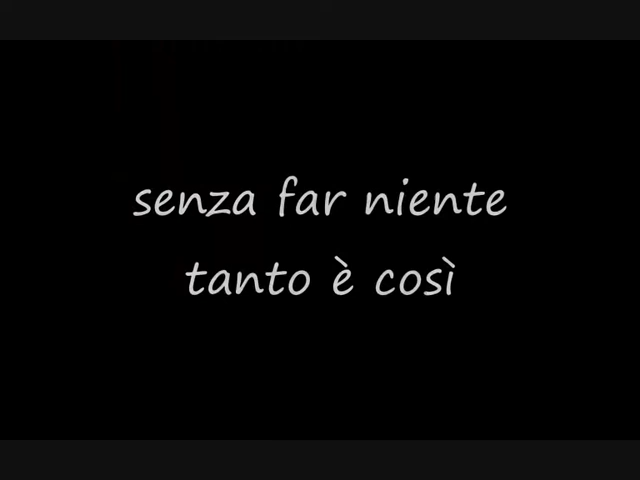 senza far niente
tanto è così